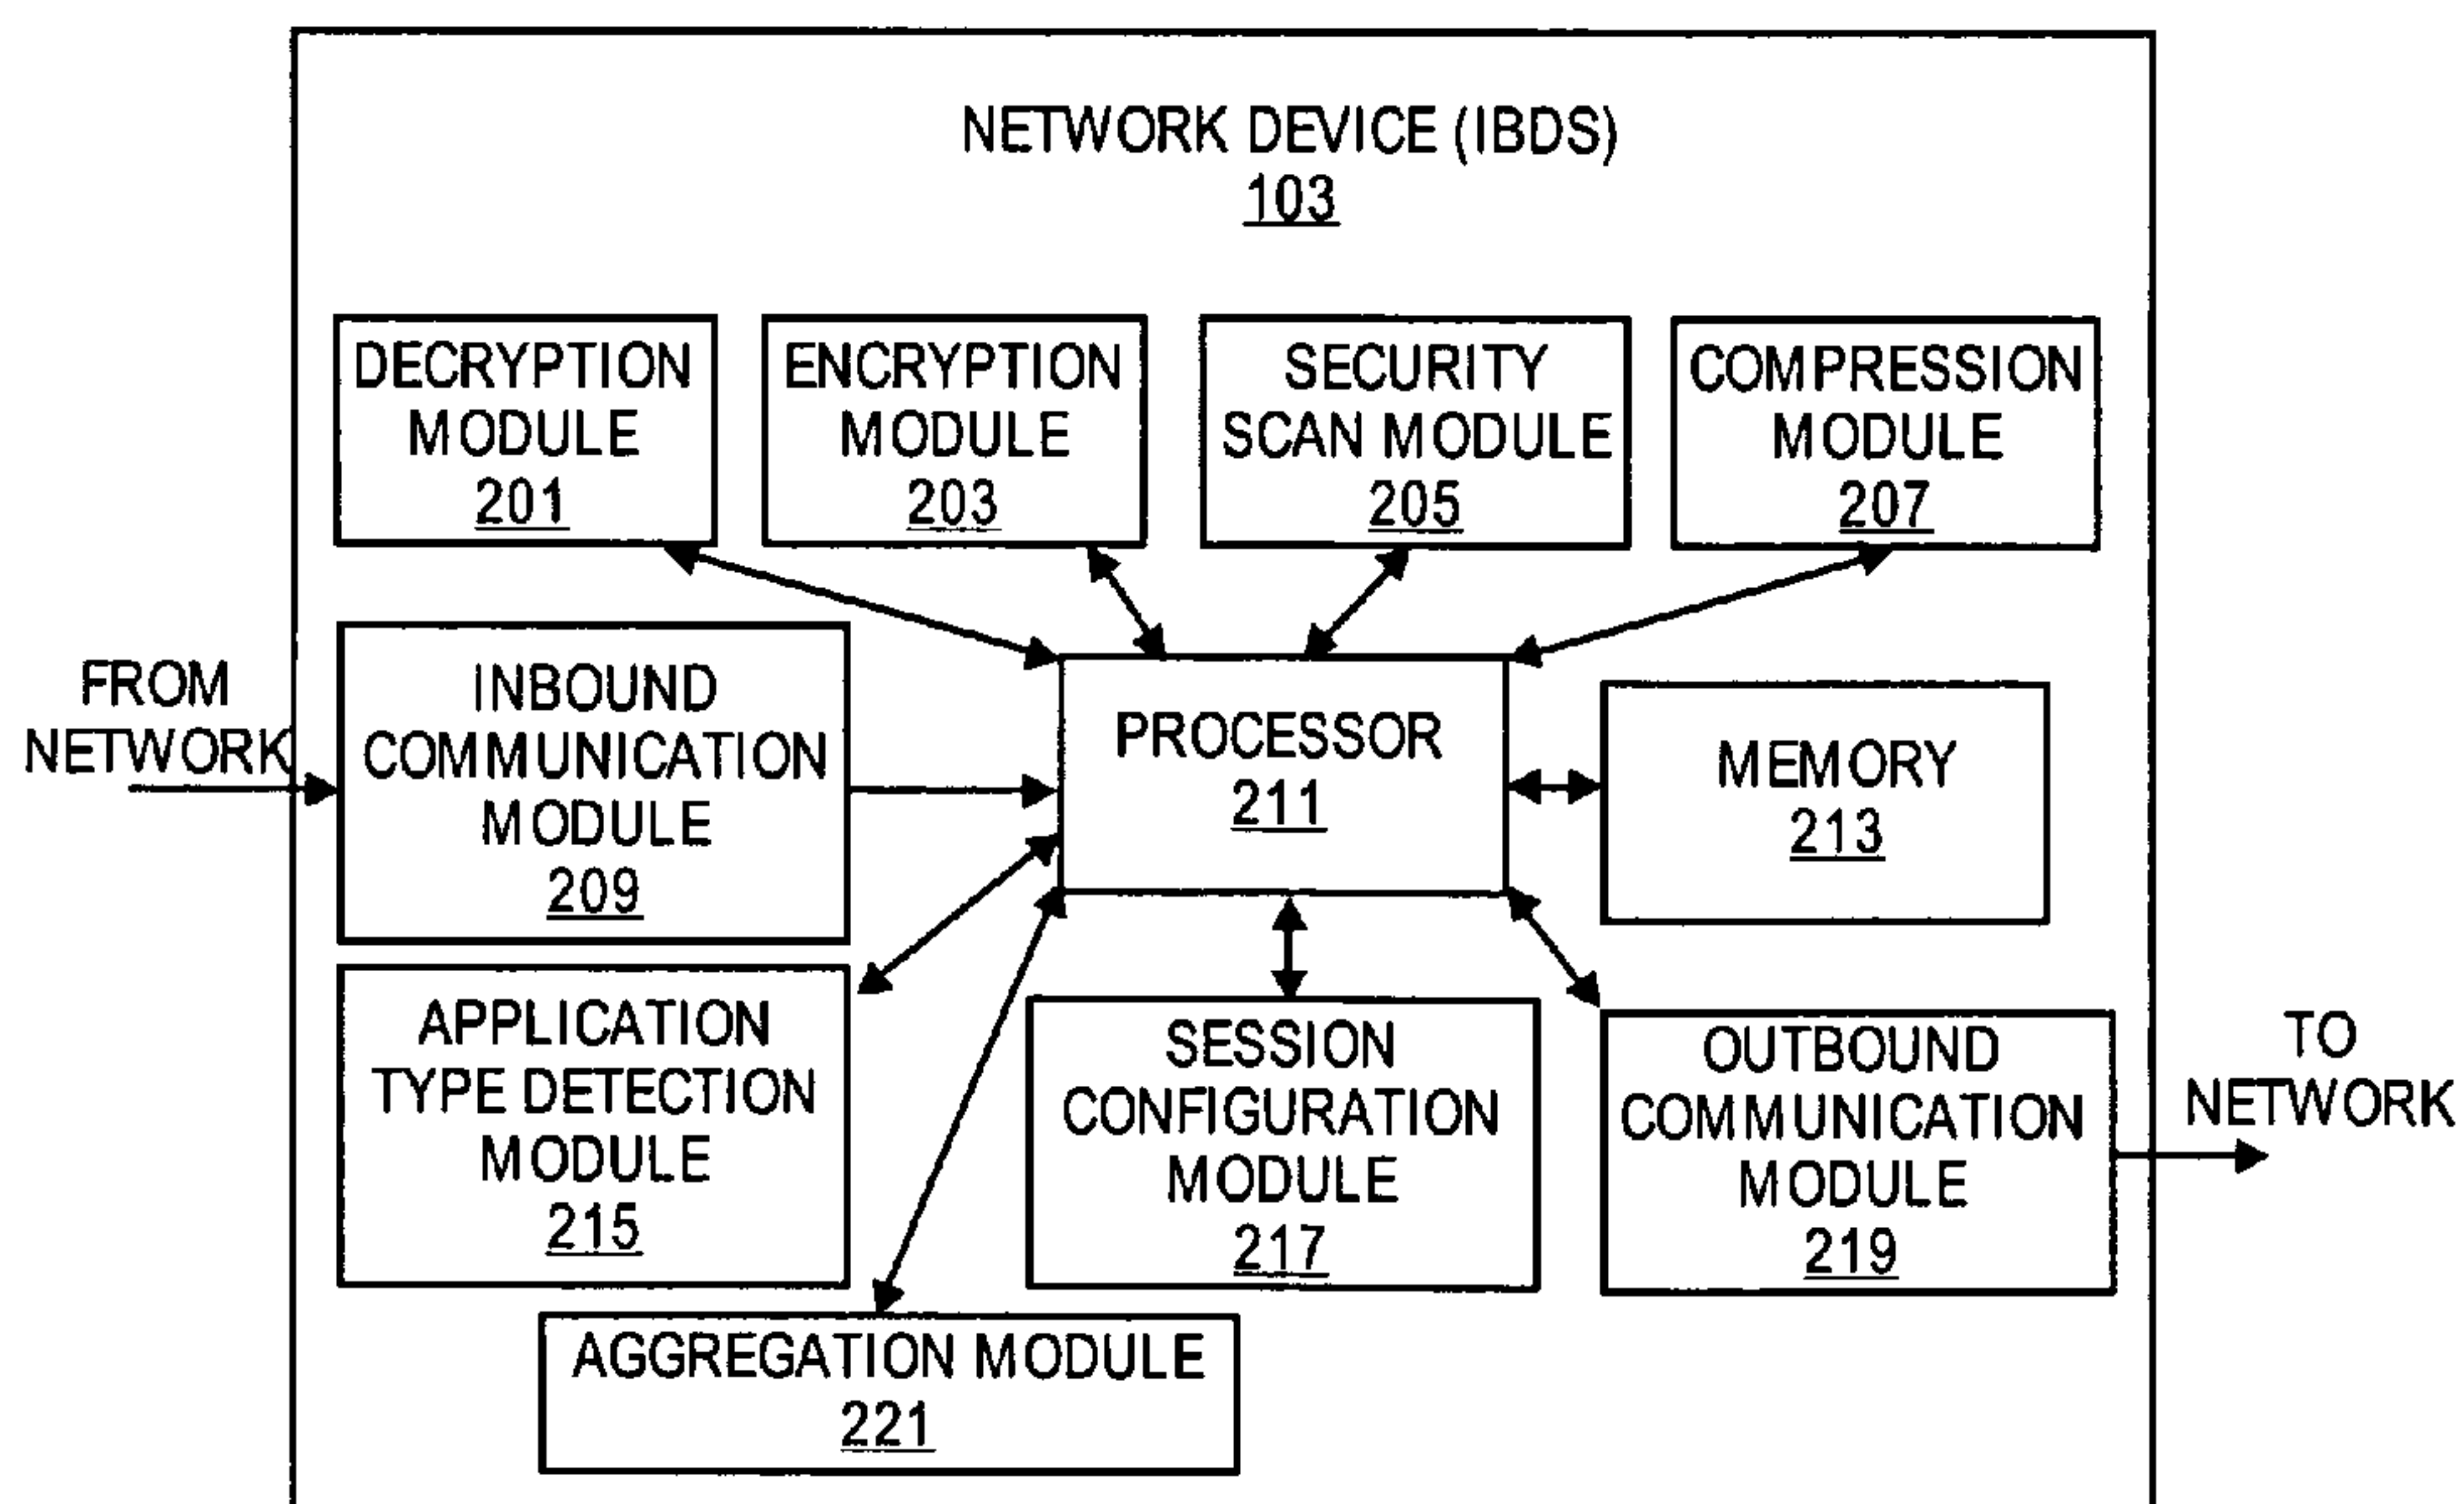 NETWORK DEVICE (IBDS)
103
DECRYPTION
MODULE
201
ENCRYPTION
MODULE
203
SECURITY
SCAN MODULE
205
COMPRESSION
MODULE
207
FROM
NETWORK
INBOUND
COMMUNICATION
MODULE
209
PROCESSOR
211
MEMORY
213
APPLICATION
TYPE DETECTION
MODULE
215
SESSION
CONFIGURATION
MODULE
217
OUTBOUND
COMMUNICATION
MODULE
219
TO
NETWORK
AGGREGATION MODULE
221